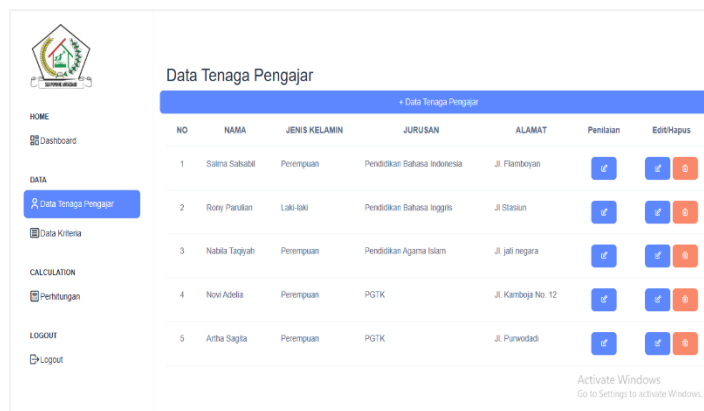 Data Tenaga Pengajar
+ Data Tenaga Pengajar
HOME
Dashboard
DATA
Data Tenaga Pengajar
Data Kriteria
CALCULATION
Perhitungan
LOGOUT
Logout
NO NAMA JENIS KELAMIN JURUSAN ALAMAT Penilaian Edit/Hapus
1 Salma Salsabil Perempuan Pendidikan Bahasa Indonesia Jl. Flamboyan
2 Rony Parulian Laki-laki Pendidikan Bahasa Inggris Jl Stasiun
3 Nabila Taqiyah Perempuan Pendidikan Agama Islam Jl. jati negara
4 Novi Adelia Perempuan PGTK Jl. Kamboja No. 12
5 Artha Sagita Perempuan PGTK Jl. Purwodadi
Activate Windows
Go to Settings to activate Windows.